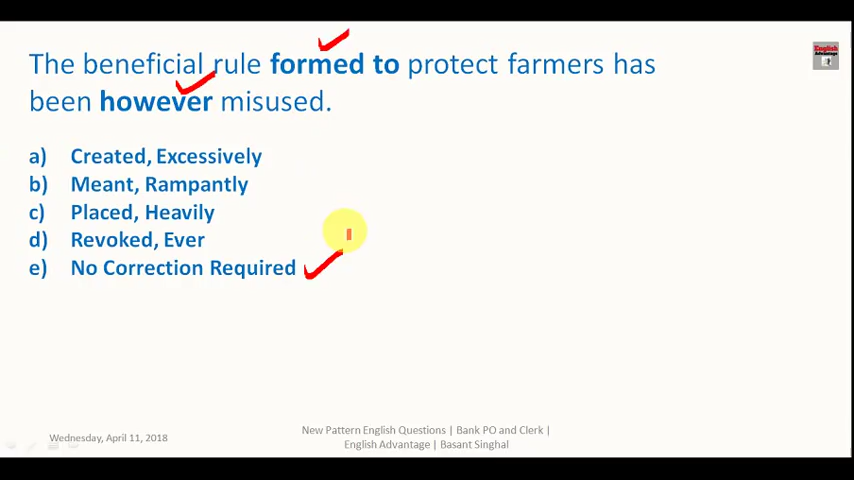 The beneficial rule formed to protect farmers has
been however misused.
English
Advantage
a) Created, Excessively
b) Meant, Rampantly
c) Placed, Heavily
d) Revoked, Ever
e) No Correction Required
Wednesday, April 11, 2018
New Pattern English Questions | Bank PO and Clerk |
English Advantage | Basant Singhal